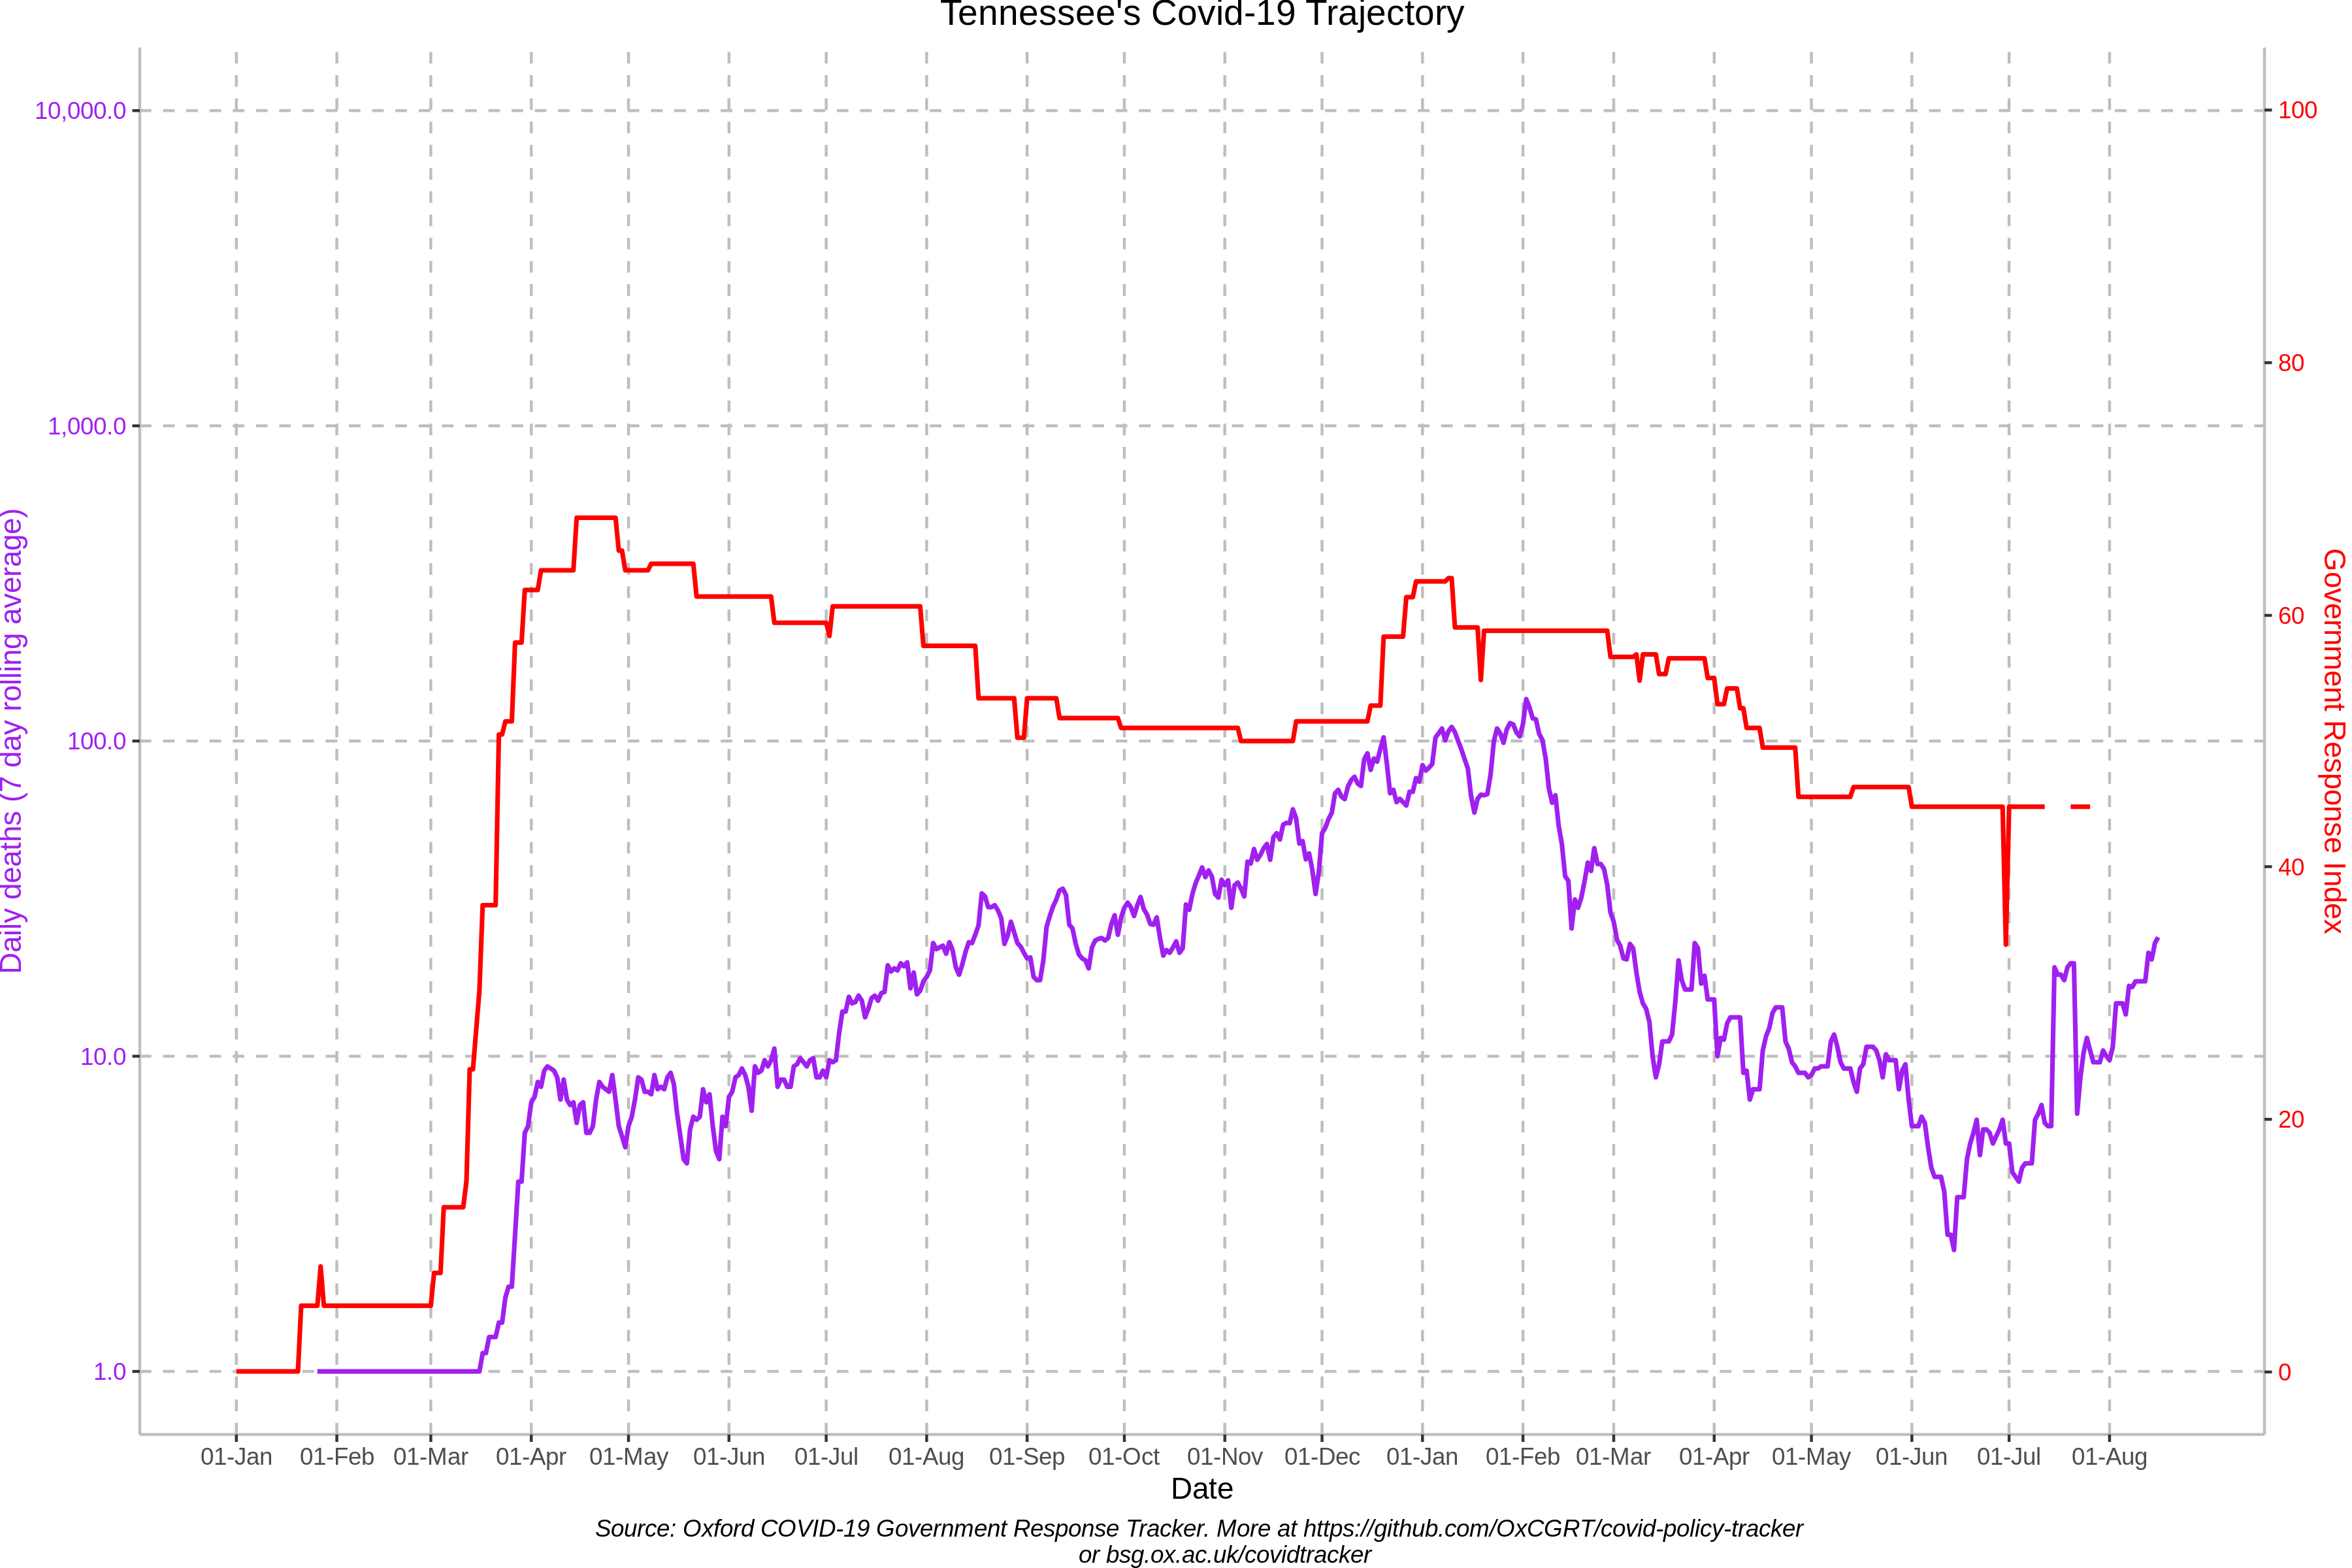 Tennessee's Covid-19 Trajectory
10,000.0
1,000.0
100.0
10.0
1.0
Daily deaths (7 day rolling average)
100
80
60
40
20
0
Government Response Index
01-Jan 01-Feb 01-Mar 01-Apr 01-May 01-Jun 01-Jul 01-Aug 01-Sep 01-Oct 01-Nov 01-Dec 01-Jan 01-Feb 01-Mar 01-Apr 01-May 01-Jun 01-Jul 01-Aug
Date
Source: Oxford COVID-19 Government Response Tracker. More at https://github.com/OxCGRT/covid-policy-tracker
or bsg.ox.ac.uk/covidtracker